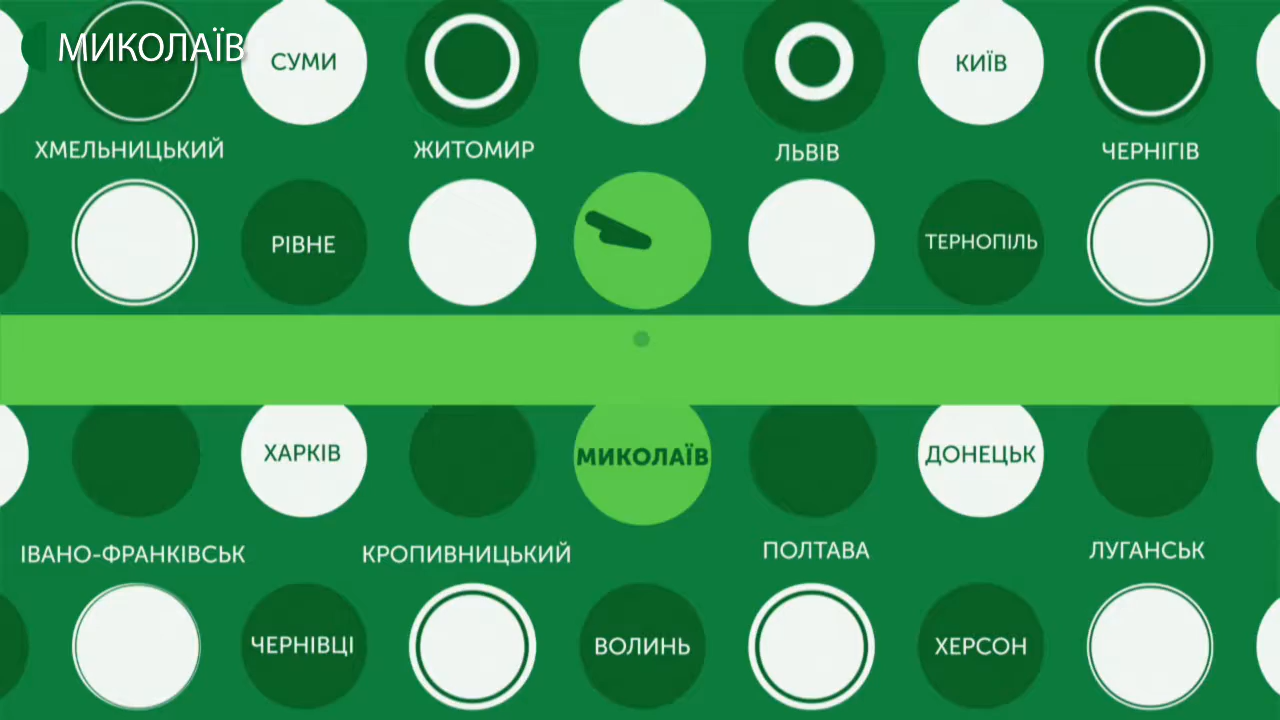 МИКОЛАЇВ
СУМИ
КИЇВ
ХМЕЛЬНИЦЬКИЙ
ЖИТОМИР
ЛЬВІВ
ЧЕРНІГІВ
РІВНЕ
ТЕРНОПІЛЬ
ХАРКІВ
МИКОЛАЇВ
ДОНЕЦЬК
ІВАНО-ФРАНКІВСЬК
КРОПИВНИЦЬКИЙ
ПОЛТАВА
ЛУГАНСЬК
ЧЕРНІВЦІ
ВОЛИНЬ
ХЕРСОН